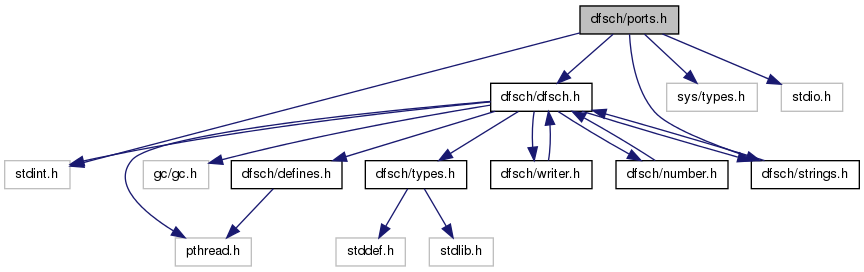 dfsch/ports.h
dfsch/dfsch.h
sys/types.h
stdio.h
stdint.h
gc/gc.h
dfsch/defines.h
dfsch/types.h
dfsch/writer.h
dfsch/number.h
dfsch/strings.h
pthread.h
stddef.h
stdlib.h